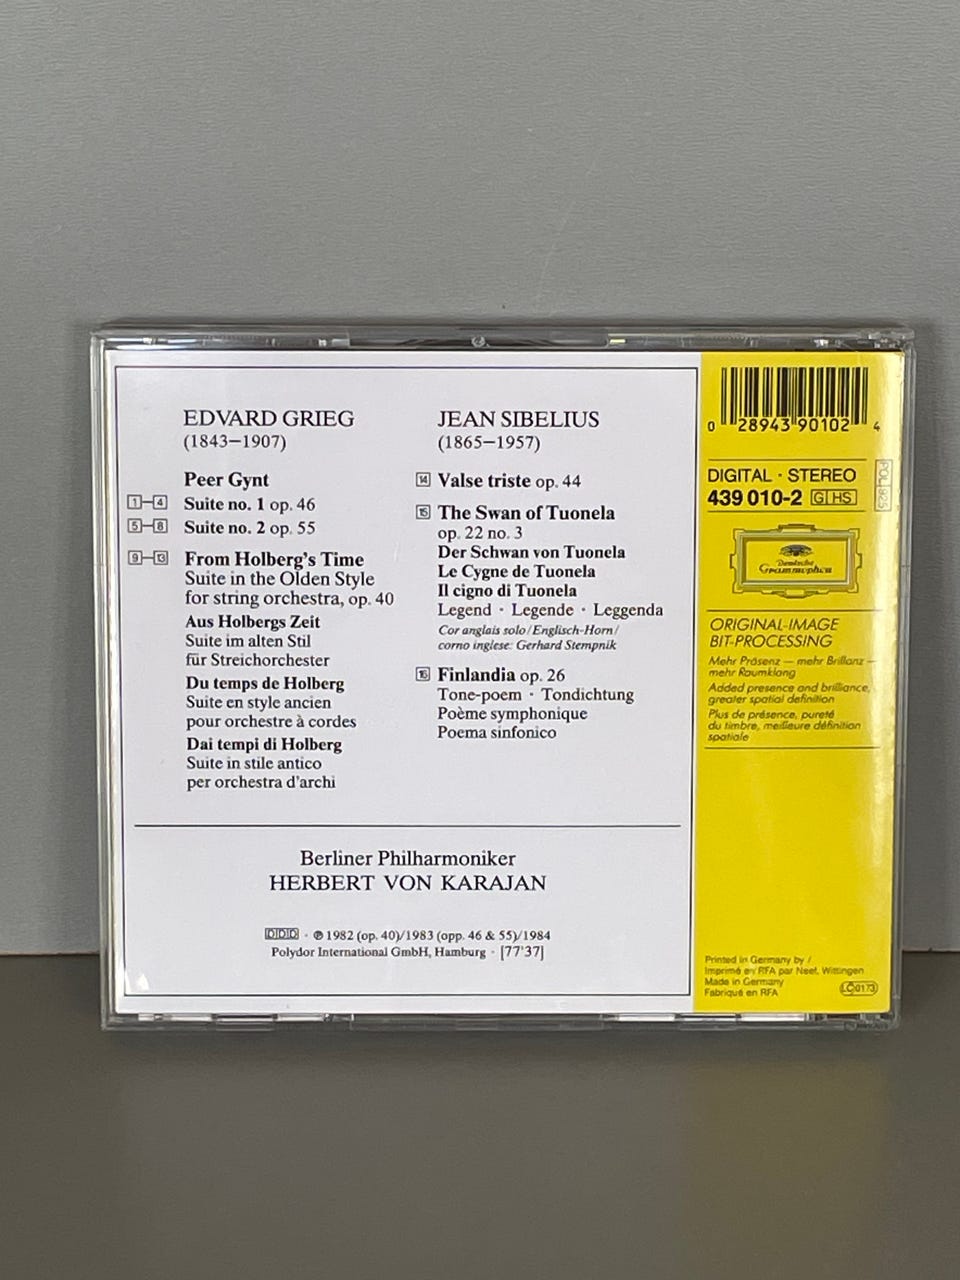 EDVARD GRIEG
(1843–1907)
Peer Gynt
1–4 Suite no. 1 op. 46
5–8 Suite no. 2 op. 55
9–13 From Holberg's Time
Suite in the Olden Style
for string orchestra, op. 40
Aus Holbergs Zeit
Suite im alten Stil
für Streichorchester
Du temps de Holberg
Suite en style ancien
pour orchestre à cordes
Dai tempi di Holberg
Suite in stile antico
per orchestra d'archi
JEAN SIBELIUS
(1865–1957)
14 Valse triste op. 44
15 The Swan of Tuonela
op. 22 no. 3
Der Schwan von Tuonela
Le Cygne de Tuonela
Il cigno di Tuonela
Legend · Legende · Leggenda
Cor anglais solo/Englisch-Horn/
corno inglese: Gerhard Stempnik
16 Finlandia op. 26
Tone-poem · Tondichtung
Poème symphonique
Poema sinfonico
Berliner Philharmoniker
HERBERT VON KARAJAN
DDD · ℗ 1982 (op. 40)/1983 (opp. 46 & 55)/1984
Polydor International GmbH, Hamburg · [77'37]
0 28943 90102 4
DIGITAL · STEREO
439 010-2 G HS
POL 925
Deutsche
Grammophon
ORIGINAL-IMAGE
BIT-PROCESSING
Mehr Präsenz – mehr Brillanz –
mehr Raumklang
Added presence and brilliance,
greater spatial definition
Plus de présence, pureté
du timbre, meilleure définition
spatiale
Printed in Germany by /
Imprimé en RFA par Neef, Wittingen
Made in Germany
Fabriqué en RFA
LC 0173